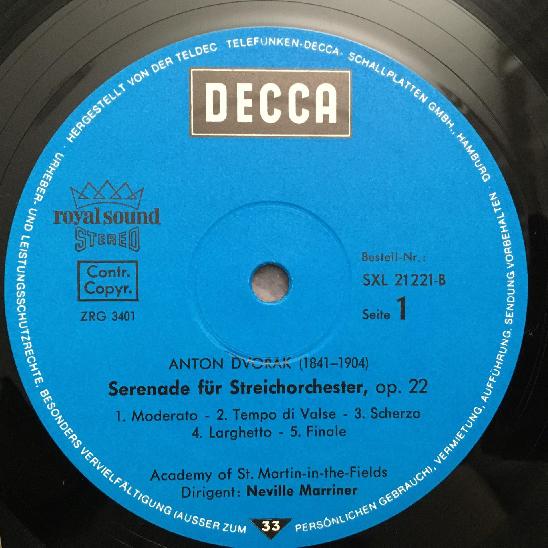 HERGESTELLT VON DER TELDEC · TELEFUNKEN-DECCA-SCHALLPLATTEN GMBH., HAMBURG
URHEBER- UND LEISTUNGSSCHUTZRECHTE, BESONDERS VERVIELFÄLTIGUNG (AUSSER ZUM PERSÖNLICHEN GEBRAUCH), VERMIETUNG, AUFFÜHRUNG, SENDUNG VORBEHALTEN
DECCA
royal sound
STEREO
Contr.
Copyr.
ZRG 3401
Bestell-Nr.:
SXL 21 221-B
Seite 1
ANTON DVORAK (1841–1904)
Serenade für Streichorchester, op. 22
1. Moderato - 2. Tempo di Valse - 3. Scherzo
4. Larghetto - 5. Finale
Academy of St. Martin-in-the-Fields
Dirigent: Neville Marriner
33